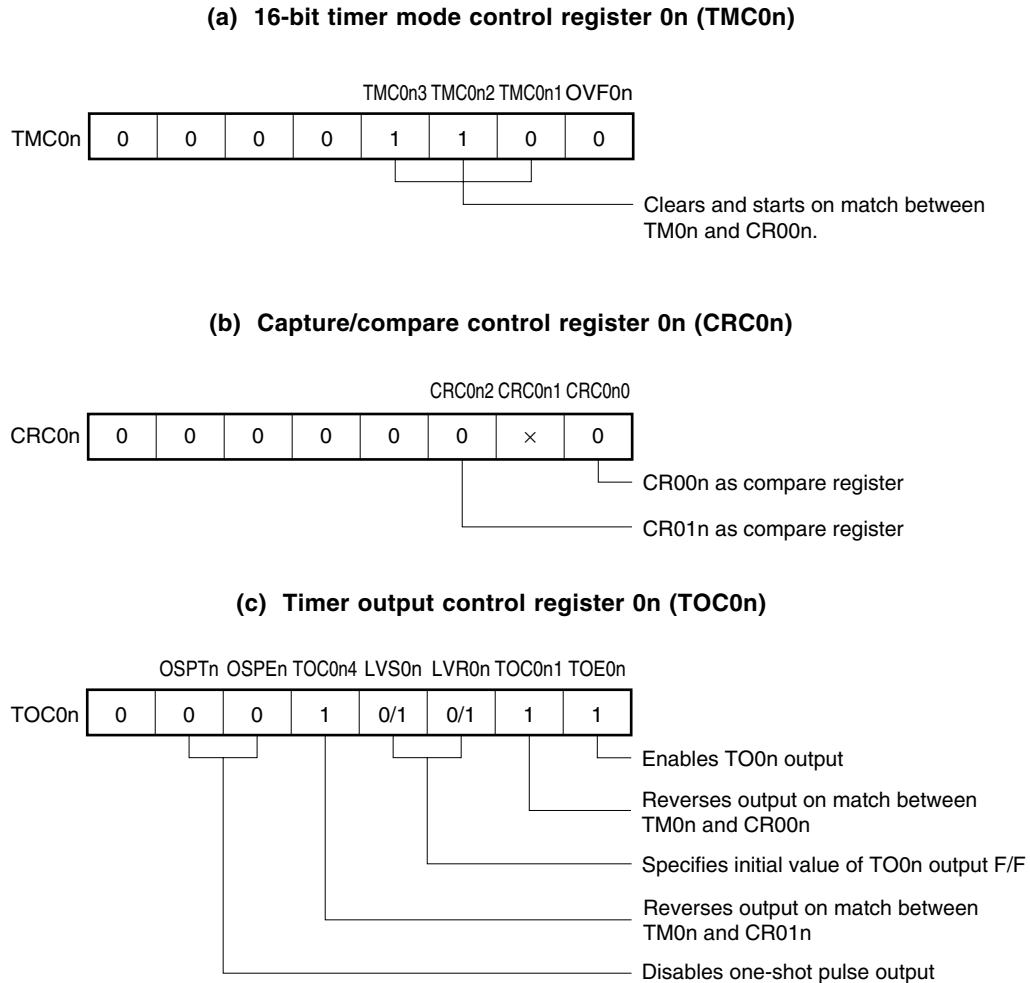 (a) 16-bit timer mode control register 0n (TMC0n)
TMC0n3 TMC0n2 TMC0n1 OVF0n
TMC0n 0 0 0 0 1 1 0 0
Clears and starts on match between
TM0n and CR00n.
(b) Capture/compare control register 0n (CRC0n)
CRC0n2 CRC0n1 CRC0n0
CRC0n 0 0 0 0 0 0 × 0
CR00n as compare register
CR01n as compare register
(c) Timer output control register 0n (TOC0n)
OSPTn OSPEn TOC0n4 LVS0n LVR0n TOC0n1 TOE0n
TOC0n 0 0 0 1 0/1 0/1 1 1
Enables TO0n output
Reverses output on match between
TM0n and CR00n
Specifies initial value of TO0n output F/F
Reverses output on match between
TM0n and CR01n
Disables one-shot pulse output